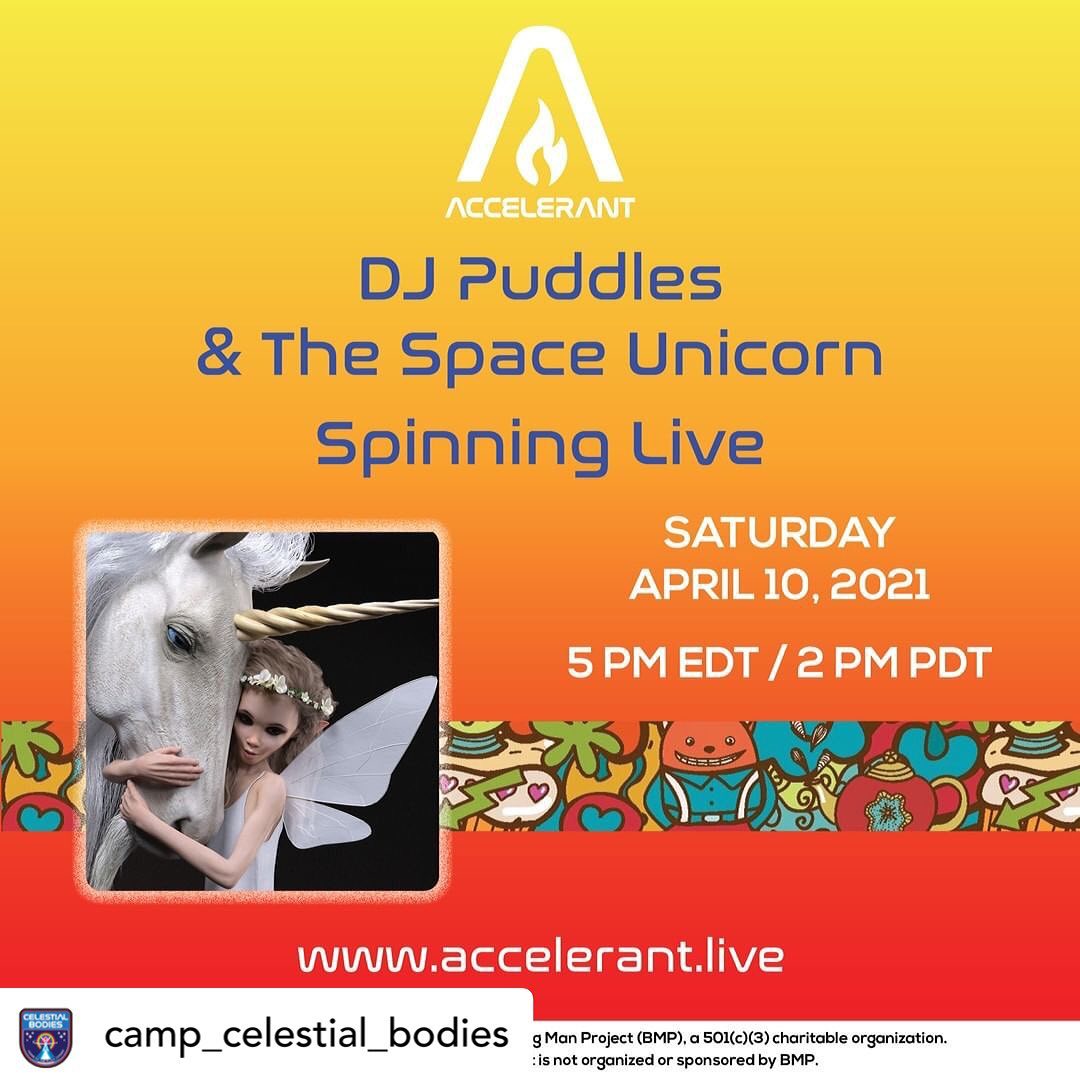 ACCELERANT
DJ Puddles
& The Space Unicorn
Spinning Live
SATURDAY
APRIL 10, 2021
5 PM EDT / 2 PM PDT
www.accelerant.live
CELESTIAL
BODIES
camp_celestial_bodies
g Man Project (BMP), a 501(c)(3) charitable organization.
t is not organized or sponsored by BMP.